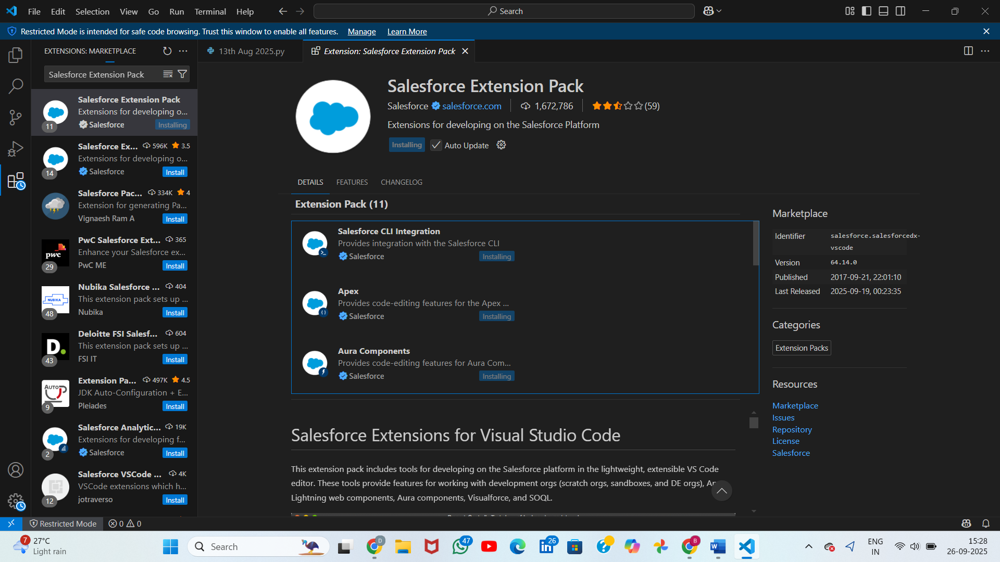 File Edit Selection View Go Run Terminal Help
Search
Restricted Mode is intended for safe code browsing. Trust this window to enable all features. Manage Learn More
EXTENSIONS: MARKETPLACE
13th Aug 2025.py
Extension: Salesforce Extension Pack
Salesforce Extension Pack
Salesforce Extension Pack
Extensions for developing o...
Salesforce Installing
11
Salesforce Ex... 596K 3.5
Extensions for developing o...
Salesforce Install
14
Salesforce Pac... 334K 4
Extension for generating Pa...
Vignaesh Ram A Install
PwC Salesforce Ext... 365
Enhance your Salesforce ex...
PwC ME Install
pwc
29
Nubika Salesforce ... 404
This extension pack sets up ...
Nubika Install
NUBIKA
48
Deloitte FSI Salesf... 604
This extension pack sets up ...
FSI IT Install
D.
43
Extension Pa... 497K 4.5
JDK Auto-Configuration + E...
Pleiades Install
AUTO
9
Salesforce Analytic... 19K
Extensions for developing f...
Salesforce Install
2
Salesforce VSCode ... 4K
VSCode extensions which h...
jotraverso Install
12
Salesforce Extension Pack
Salesforce salesforce.com 1,672,786 (59)
Extensions for developing on the Salesforce Platform
Installing Auto Update
DETAILS FEATURES CHANGELOG
Extension Pack (11)
Salesforce CLI Integration
Provides integration with the Salesforce CLI
Salesforce Installing
Apex
Provides code-editing features for the Apex ...
Salesforce Installing
Aura Components
Provides code-editing features for Aura Com...
Salesforce Installing
Salesforce Extensions for Visual Studio Code
This extension pack includes tools for developing on the Salesforce platform in the lightweight, extensible VS Code
editor. These tools provide features for working with development orgs (scratch orgs, sandboxes, and DE orgs),
Lightning web components, Aura components, Visualforce, and SOQL.
Marketplace
Identifier salesforce.salesforcedx-
vscode
Version 64.14.0
Published 2017-09-21, 22:01:10
Last Released 2025-09-19, 00:23:35
Categories
Extension Packs
Resources
Marketplace
Issues
Repository
License
Salesforce
Restricted Mode 0 0
7
27°C
Light rain
Search
D
47
26
B
ENG
IN
15:28
26-09-2025